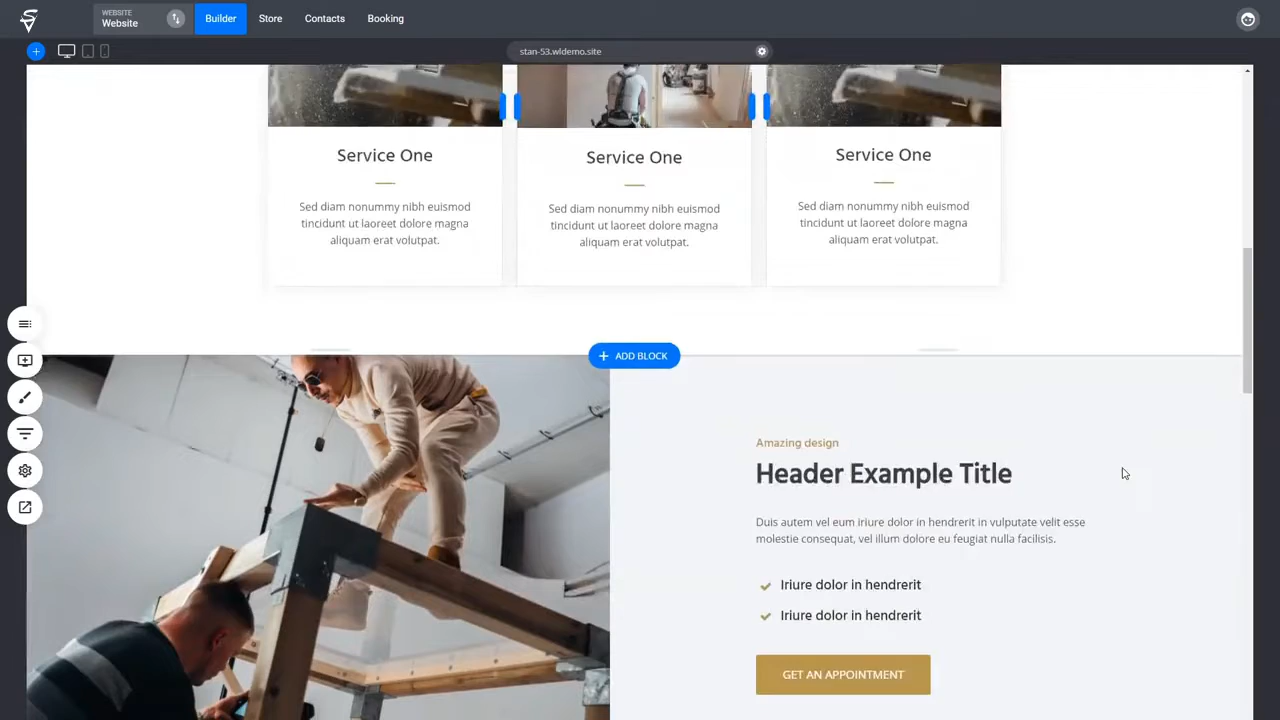 WEBSITE
Website
Builder
Store
Contacts
Booking
stan-53.wldemo.site
Service One
Sed diam nonummy nibh euismod
tincidunt ut laoreet dolore magna
aliquam erat volutpat.
Service One
Sed diam nonummy nibh euismod
tincidunt ut laoreet dolore magna
aliquam erat volutpat.
Service One
Sed diam nonummy nibh euismod
tincidunt ut laoreet dolore magna
aliquam erat volutpat.
ADD BLOCK
Amazing design
Header Example Title
Duis autem vel eum iriure dolor in hendrerit in vulputate velit esse
molestie consequat, vel illum dolore eu feugiat nulla facilisis.
Iriure dolor in hendrerit
Iriure dolor in hendrerit
GET AN APPOINTMENT